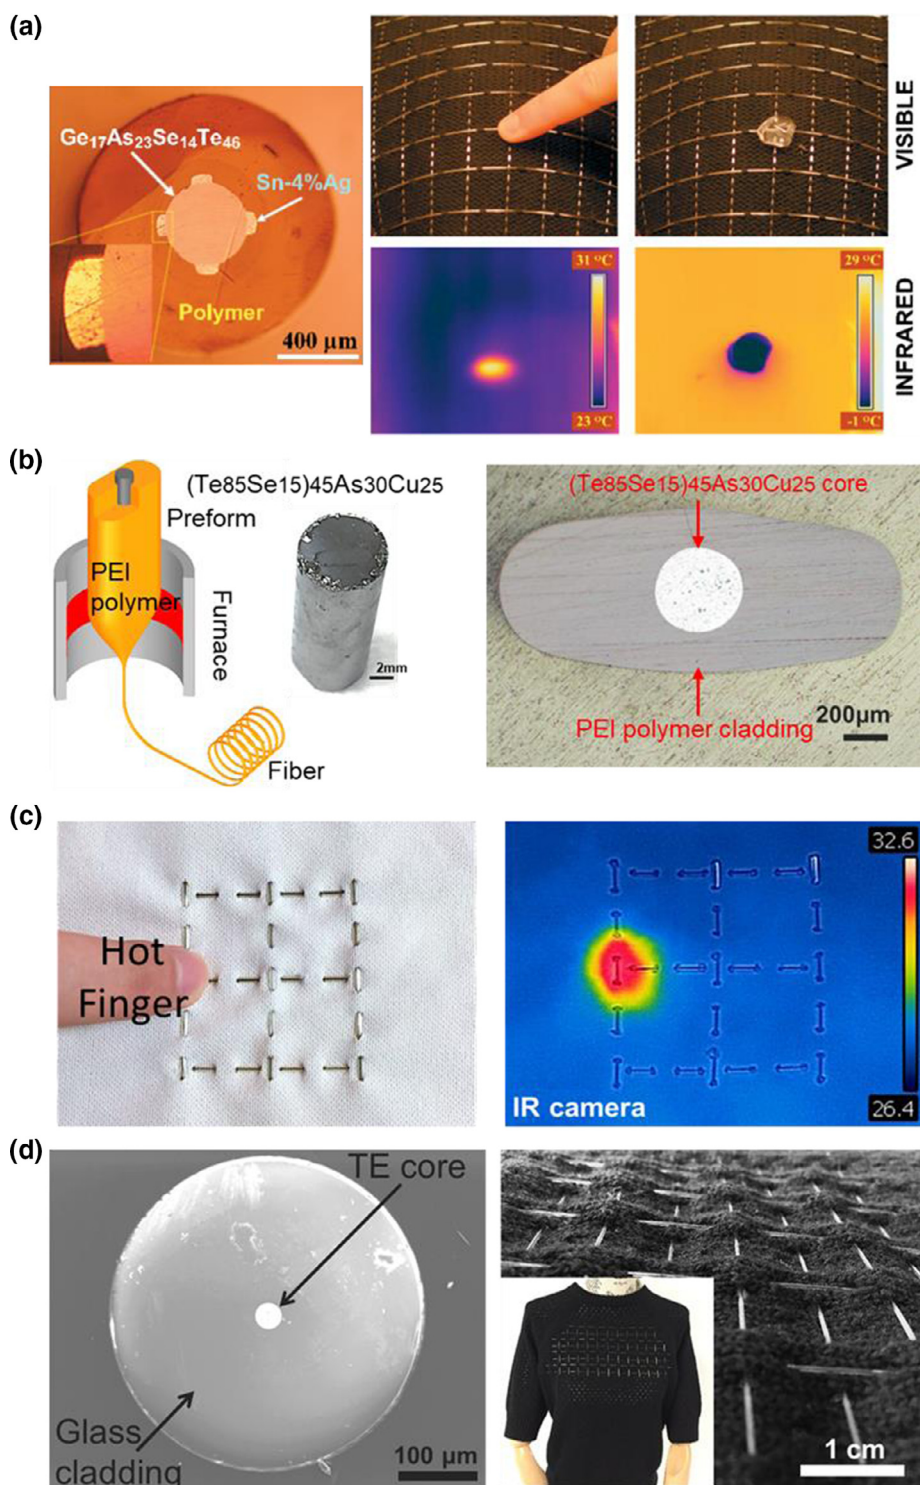 (a)
Ge17As23Se14Te46
Sn-4%Ag
Polymer
400 µm
VISIBLE
31 °C
23 °C
29 °C
-1 °C
INFRARED
(b)
(Te85Se15)45As30Cu25
Preform
PEI
polymer
Furnace
2mm
Fiber
(Te85Se15)45As30Cu25 core
PEI polymer cladding
200µm
(c)
Hot
Finger
32.6
IR camera
26.4
(d)
TE core
Glass
cladding
100 µm
1 cm